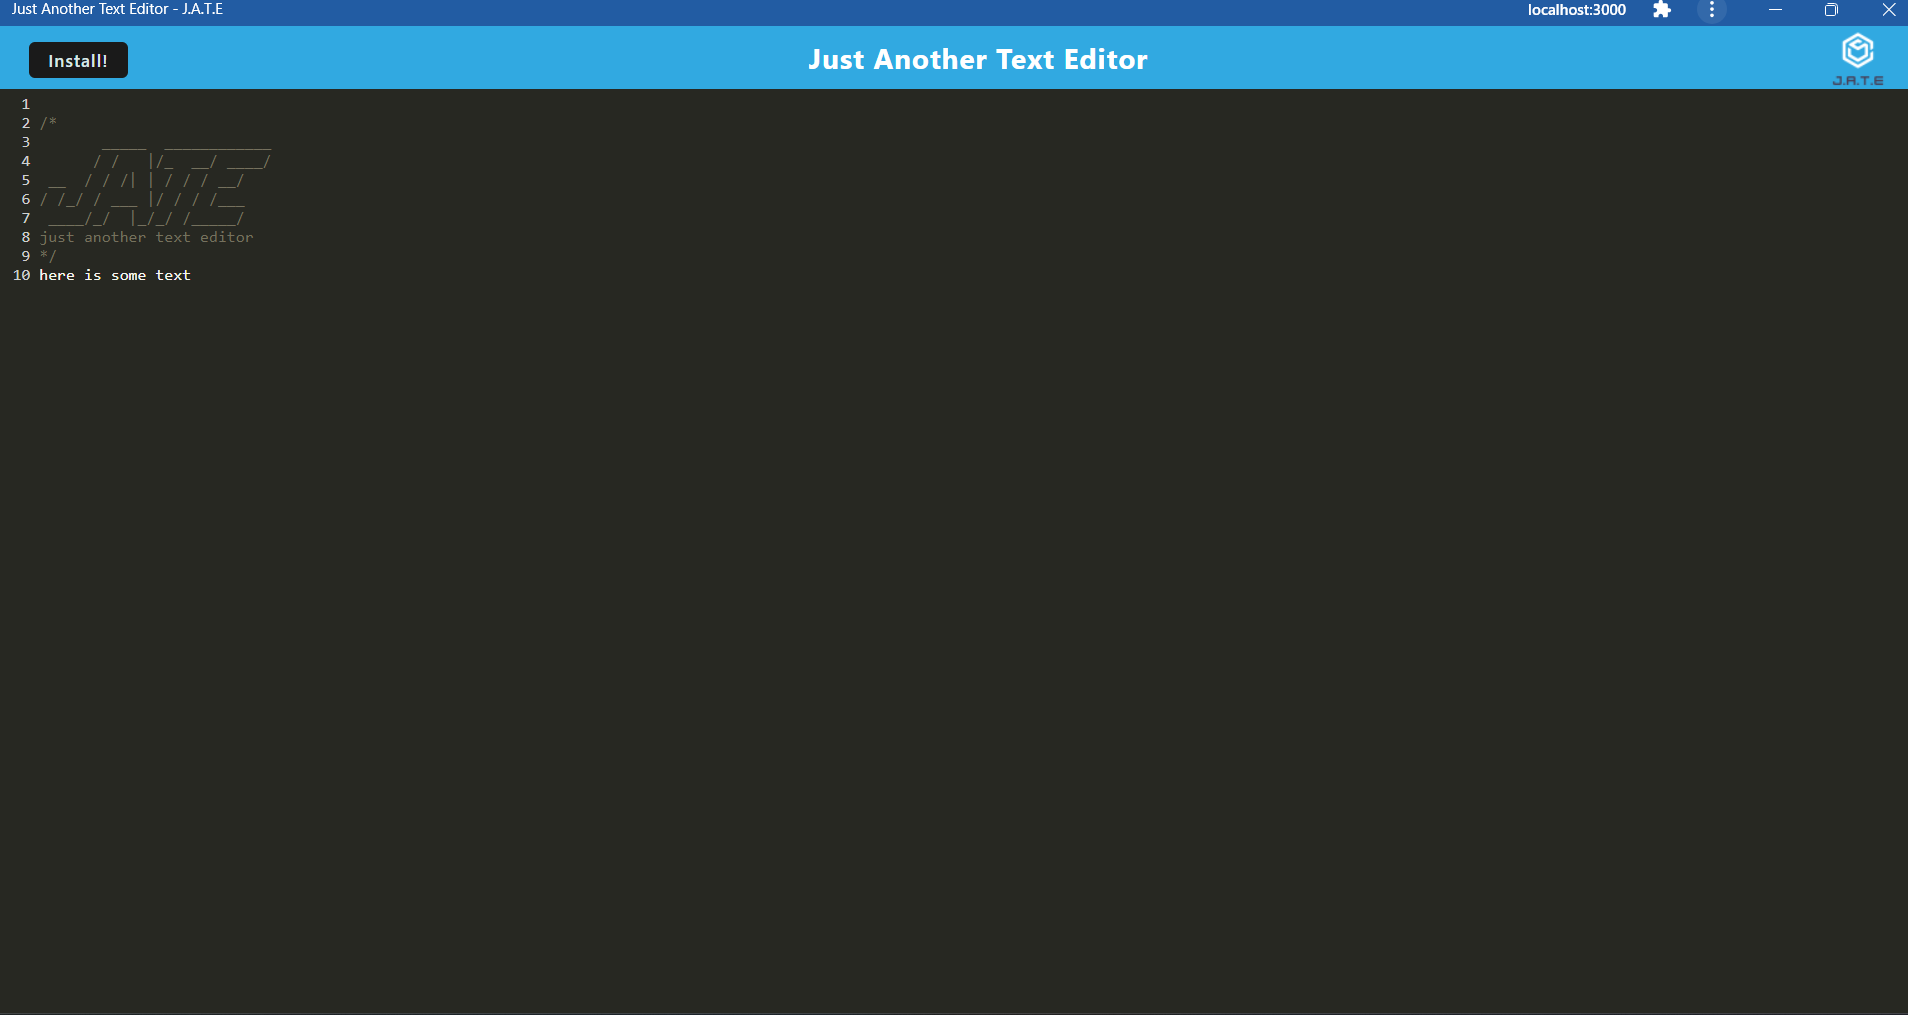 Just Another Text Editor - J.A.T.E
localhost:3000
Install!
Just Another Text Editor
J.A.T.E
1
2 /*
3        _____  ____________
4       / /   |/_  __/ ____/
5  __  / / /| | / / / __/
6 / /_/ / ___ |/ / / /___
7  ____/_/  |_/_/ /_____/
8 just another text editor
9 */
10 here is some text